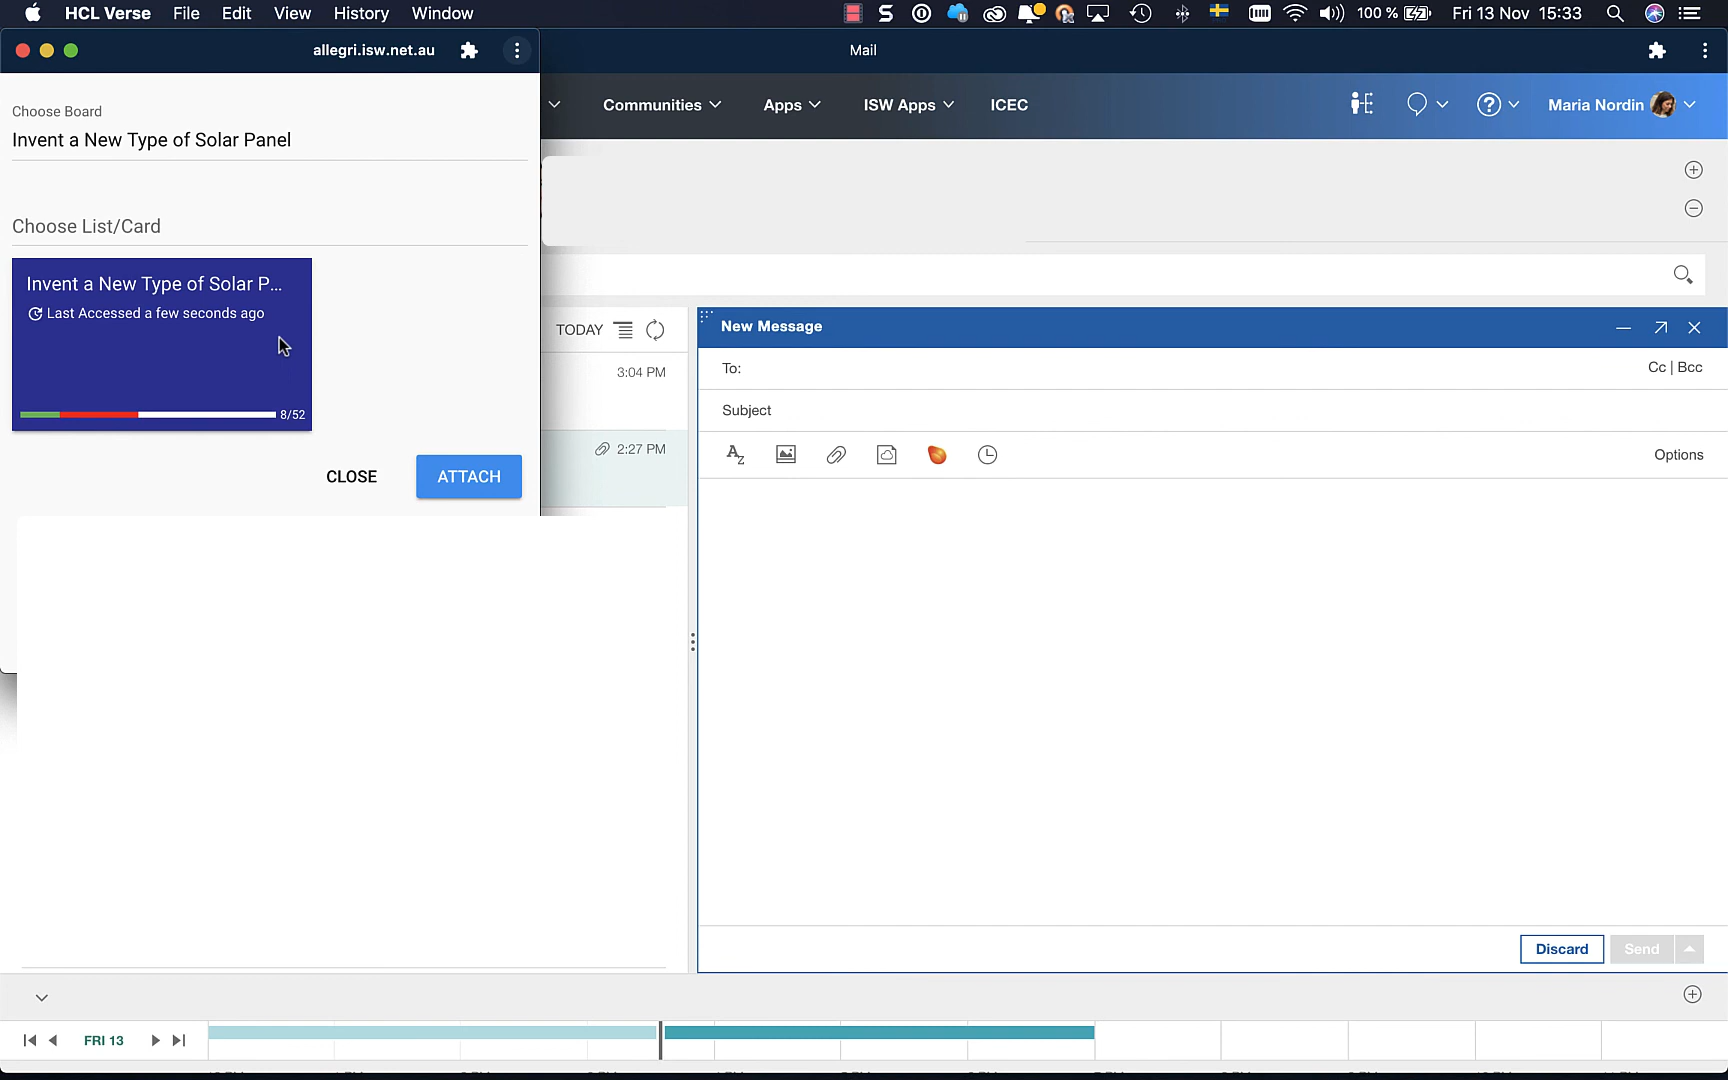 HCL Verse File Edit View History Window 100 % Fri 13 Nov 15:33
allegri.isw.net.au
Mail
Communities Apps ISW Apps ICEC Maria Nordin
Choose Board
Invent a New Type of Solar Panel
Choose List/Card
Invent a New Type of Solar P...
Last Accessed a few seconds ago
8/52
CLOSE ATTACH
TODAY
3:04 PM
2:27 PM
New Message
To: Cc | Bcc
Subject
Options
Discard Send
FRI 13